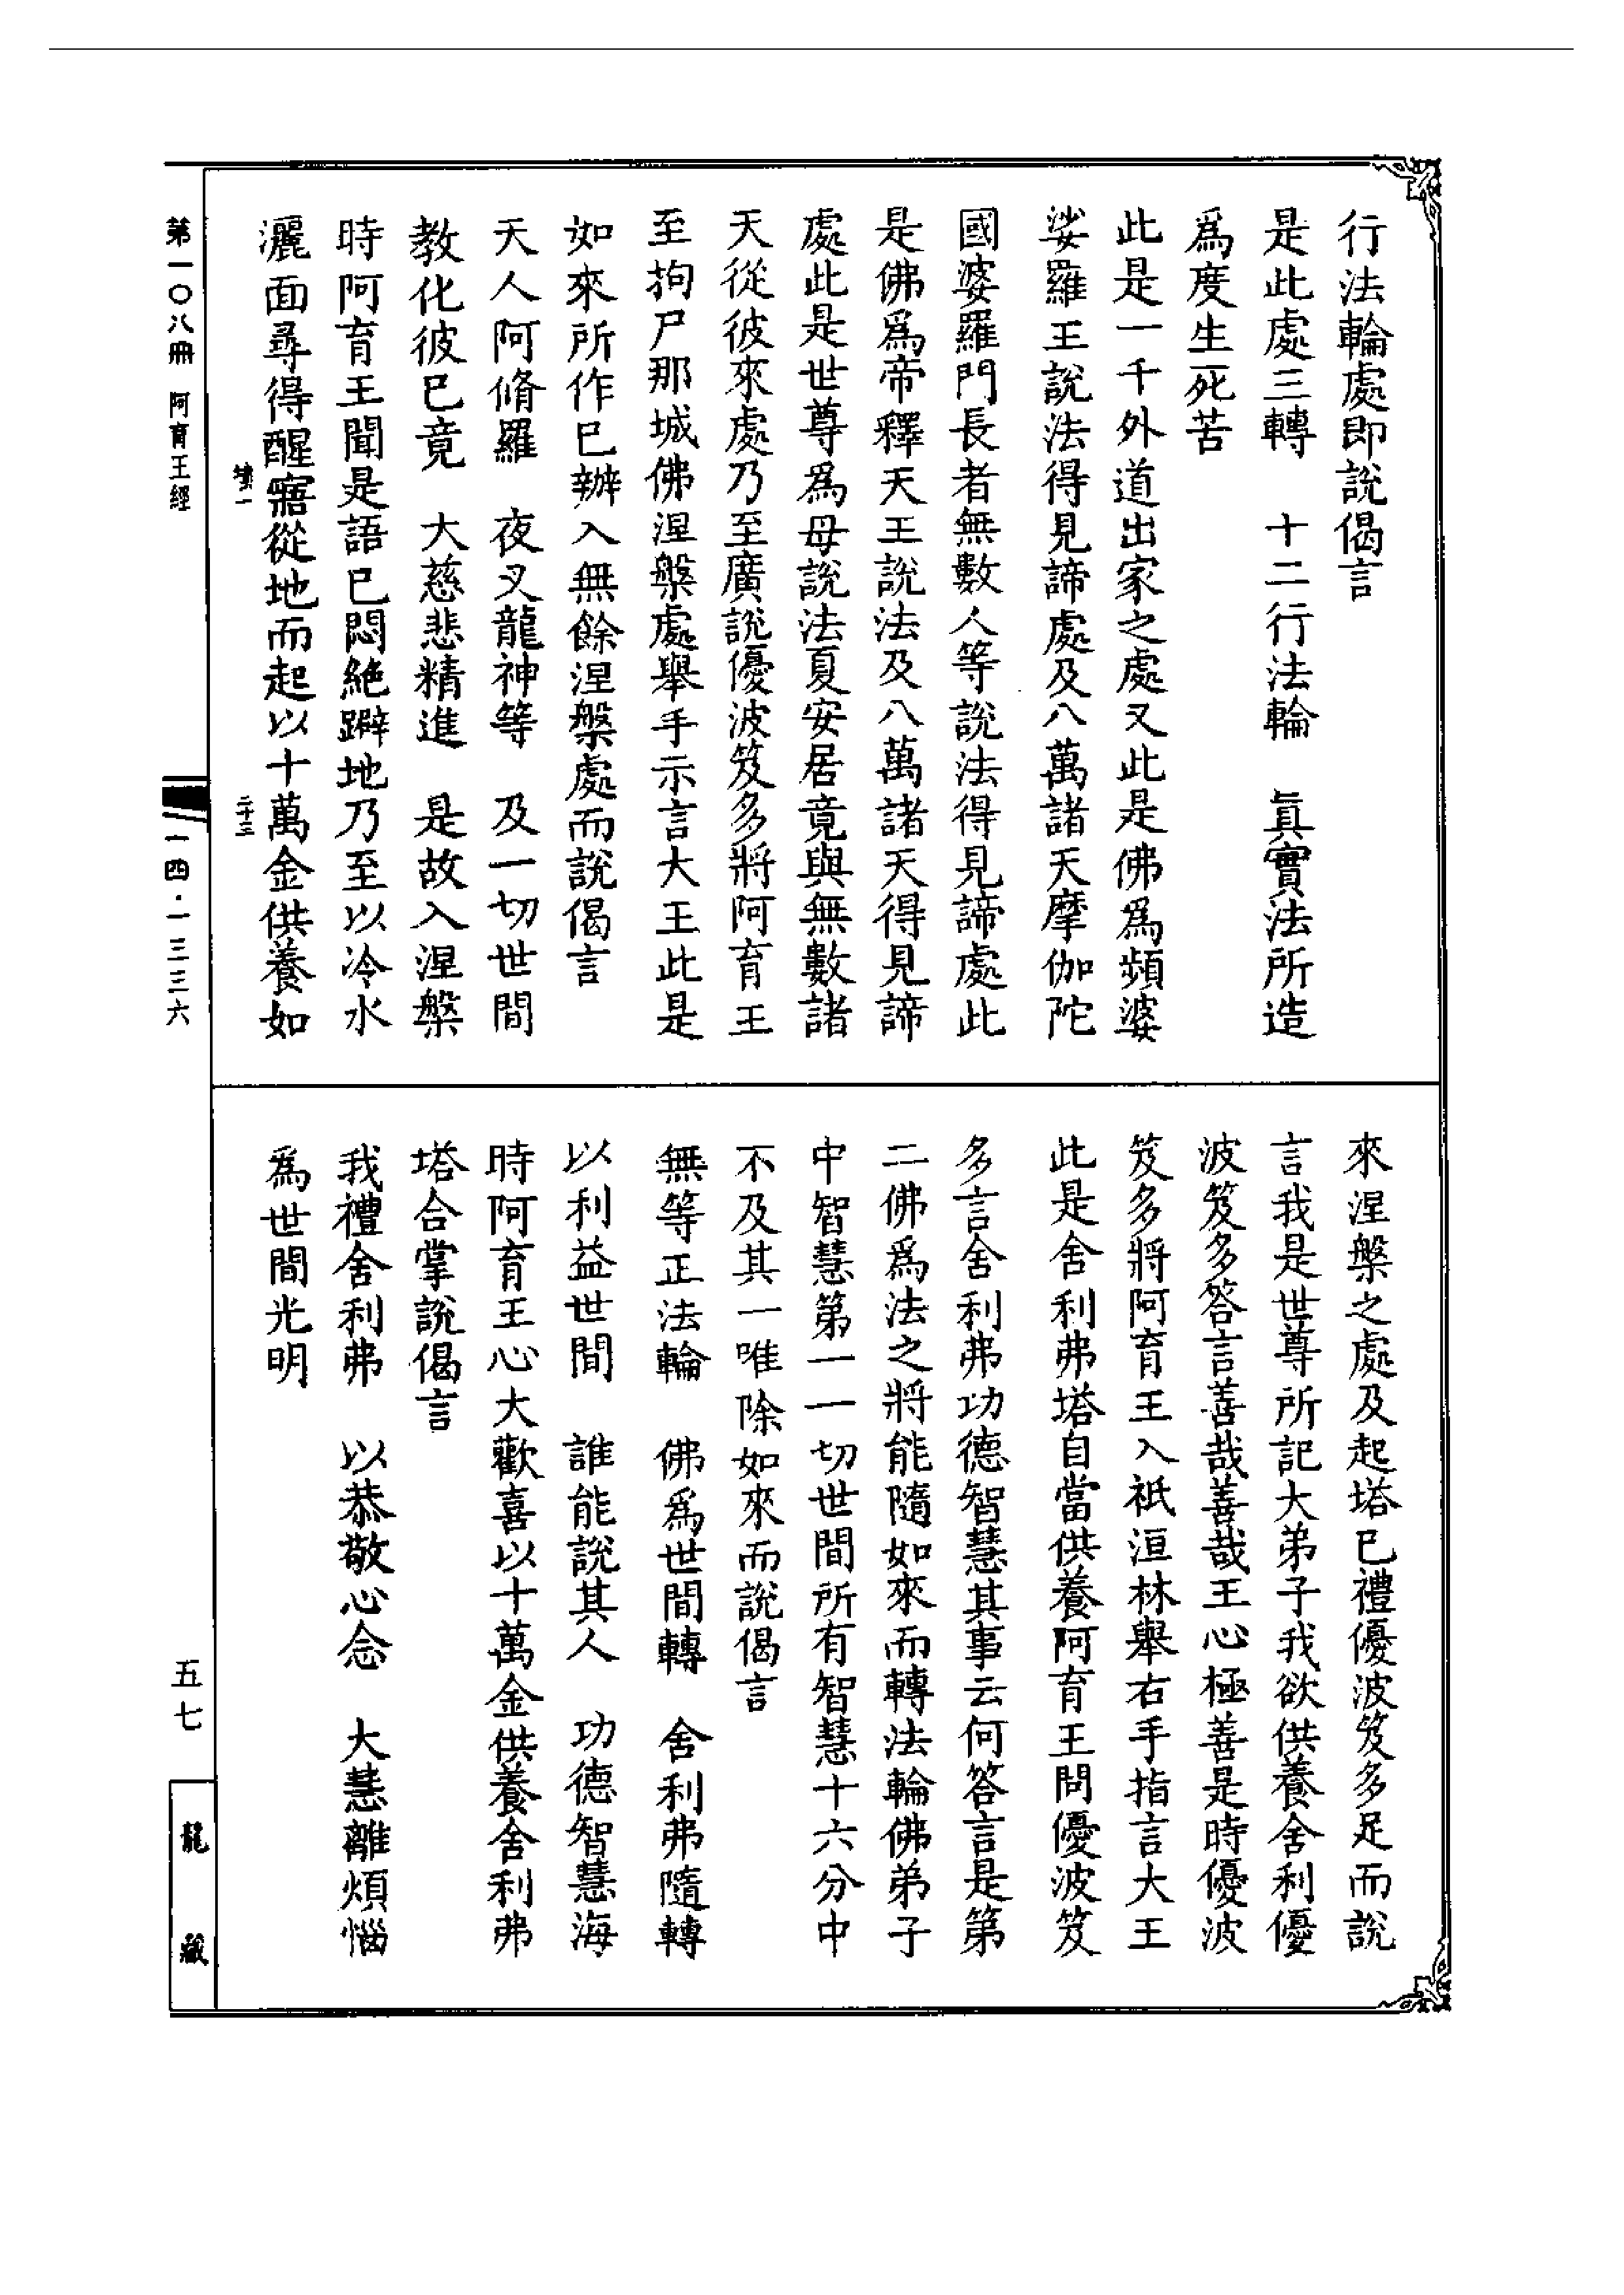 行法輪處即說偈言
是此處三轉　十二行法輪　真實法所造
為度生死苦
此是一千外道出家之處又此是佛為頻婆
娑羅王說法得見諦處及八萬諸天摩伽陀
國婆羅門長者無數人等說法得見諦處此
是佛為帝釋天王說法及八萬諸天得見諦
處此是世尊為母說法夏安居竟與無數諸
天從彼來處乃至廣說優波笈多將阿育王
至拘尸那城佛涅槃處舉手示言大王此是
如來所作已辦入無餘涅槃處而說偈言
天人阿脩羅　夜叉龍神等　及一切世間
教化彼已竟　大慈悲精進　是故入涅槃
時阿育王聞是語已悶絕躃地乃至以冷水
灑面尋得醒寤從地而起以十萬金供養如
來涅槃之處及起塔已禮優波笈多足而說
言我是世尊所記大弟子我欲供養舍利優
波笈多答言善哉善哉王心極善是時優波
笈多將阿育王入祇洹林舉右手指言大王
此是舍利弗塔自當供養阿育王問優波笈
多言舍利弗功德智慧其事云何答言是第
二佛為法之將能隨如來而轉法輪佛弟子
中智慧第一一切世間所有智慧十六分中
不及其一唯除如來而說偈言
無等正法輪　佛為世間轉　舍利弗隨轉
以利益世間　誰能說其人　功德智慧海
時阿育王心大歡喜以十萬金供養舍利弗
塔合掌說偈言
我禮舍利弗　以恭敬心念　大慧離煩惱
為世間光明
二十三
第一〇八冊　阿育王經
一四·一三三六
五七
龍藏